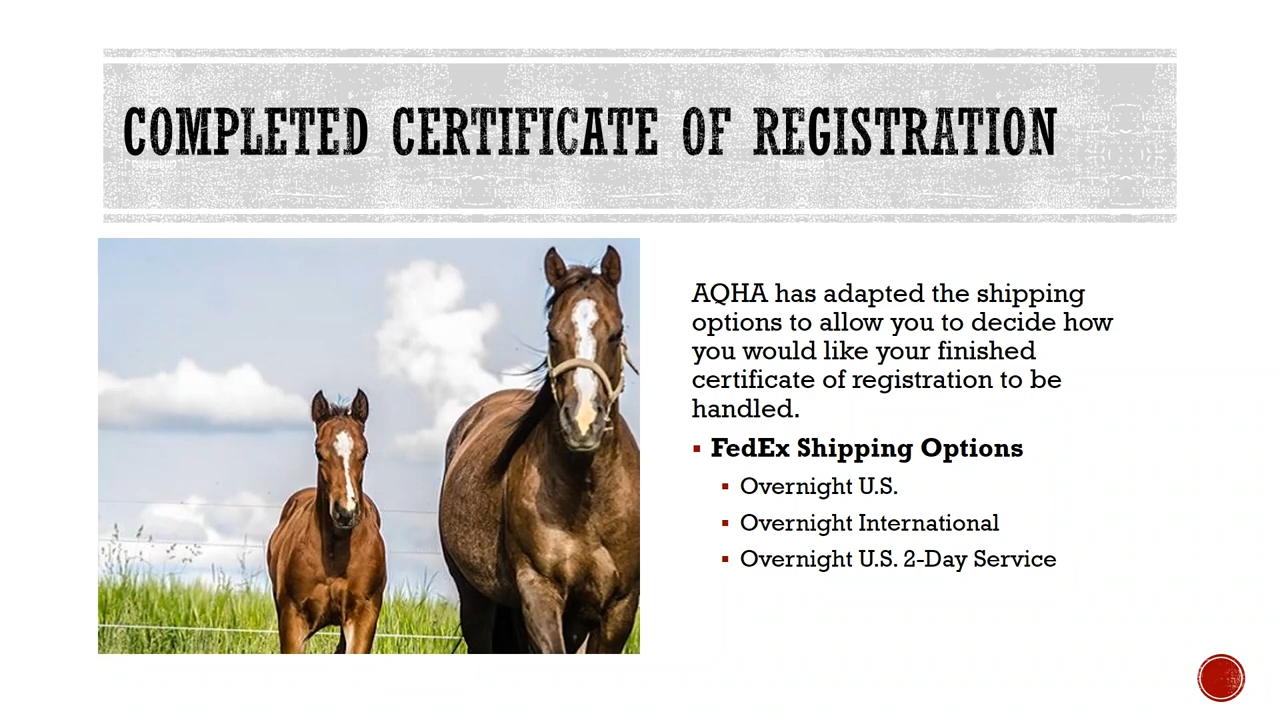 COMPLETED CERTIFICATE OF REGISTRATION
AQHA has adapted the shipping
options to allow you to decide how
you would like your finished
certificate of registration to be
handled.
FedEx Shipping Options
Overnight U.S.
Overnight International
Overnight U.S. 2-Day Service